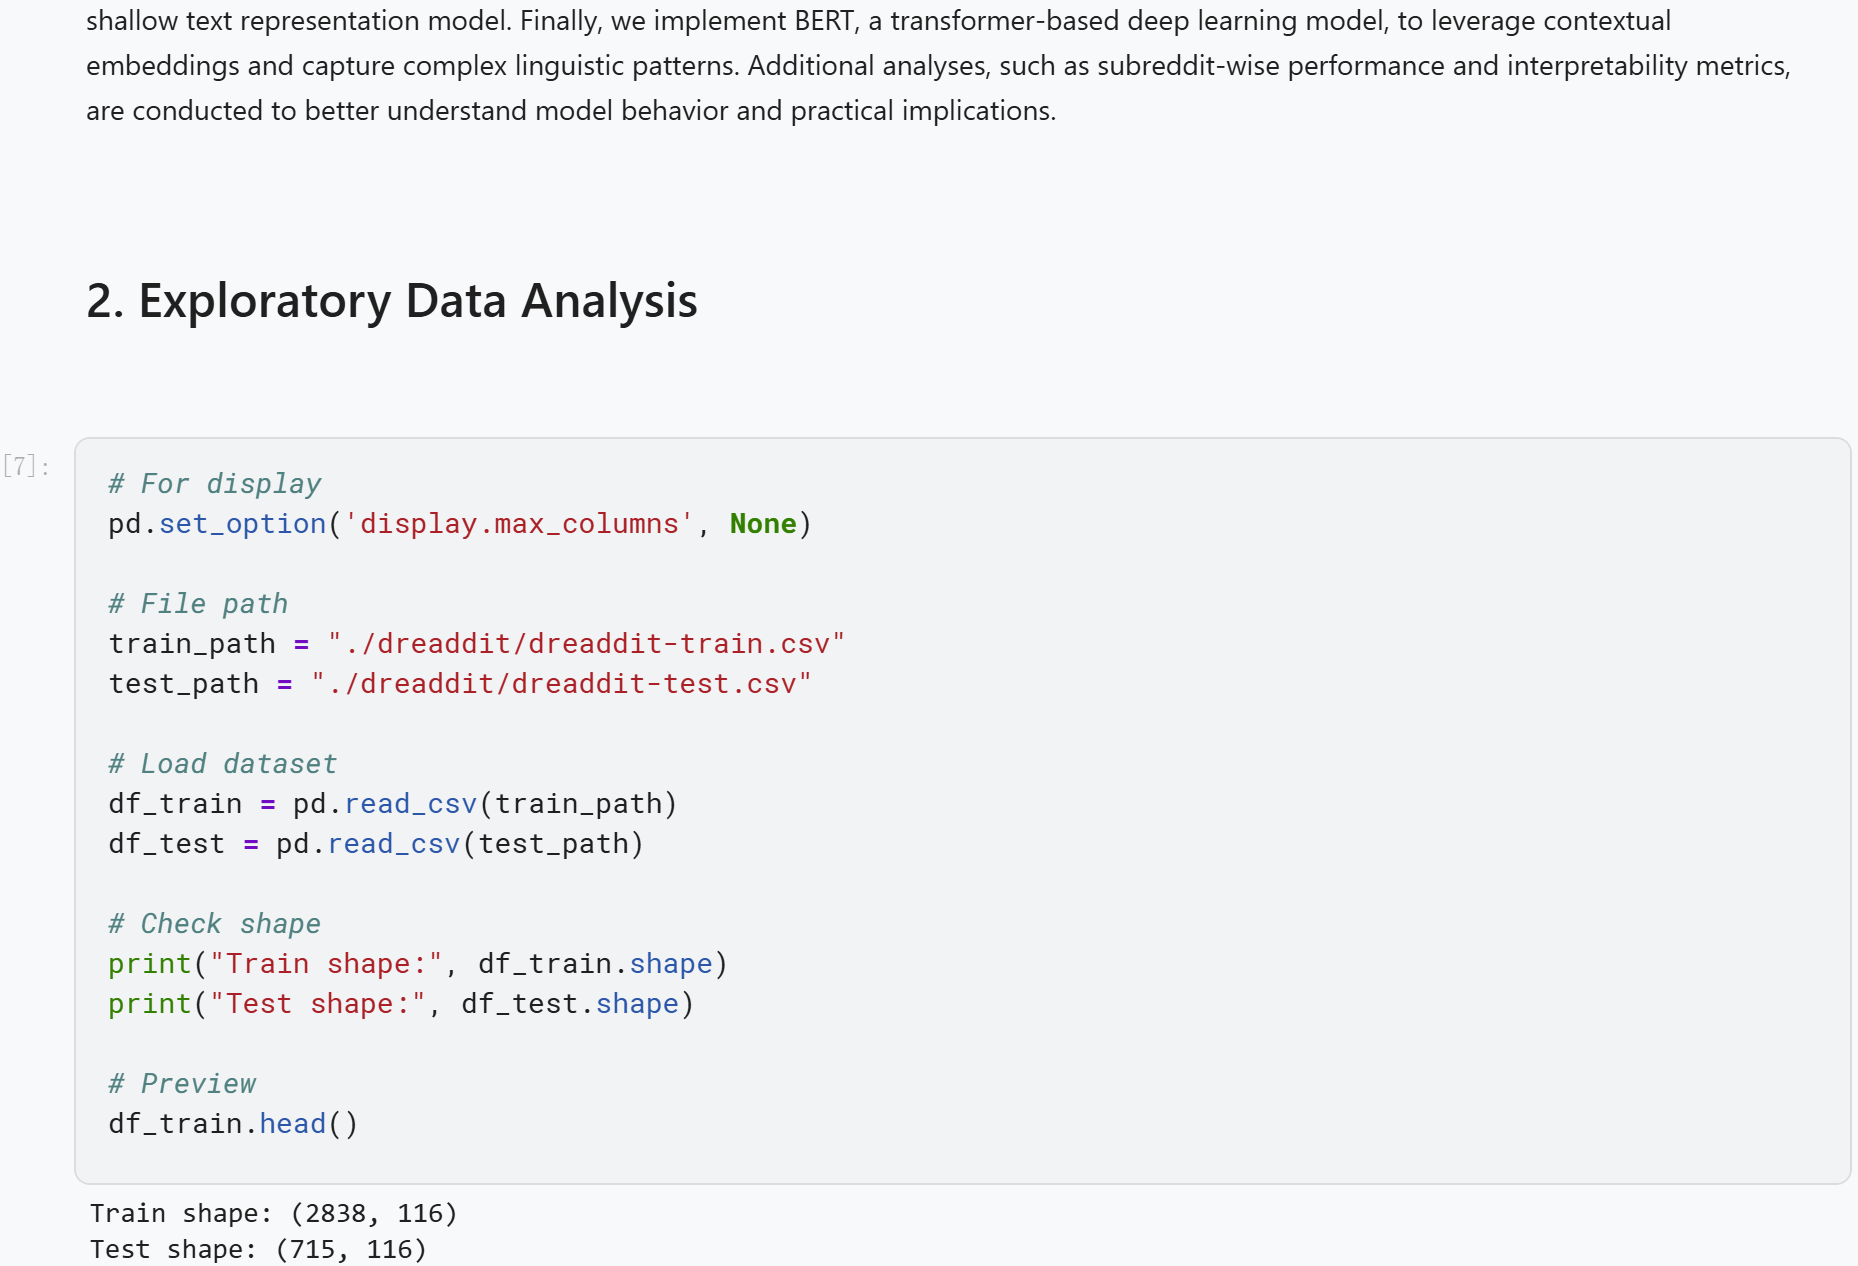 shallow text representation model. Finally, we implement BERT, a transformer-based deep learning model, to leverage contextual
embeddings and capture complex linguistic patterns. Additional analyses, such as subreddit-wise performance and interpretability metrics,
are conducted to better understand model behavior and practical implications.
2. Exploratory Data Analysis
[7]:
# For display
pd.set_option('display.max_columns', None)
# File path
train_path = "./dreaddit/dreaddit-train.csv"
test_path = "./dreaddit/dreaddit-test.csv"
# Load dataset
df_train = pd.read_csv(train_path)
df_test = pd.read_csv(test_path)
# Check shape
print("Train shape:", df_train.shape)
print("Test shape:", df_test.shape)
# Preview
df_train.head()
Train shape: (2838, 116)
Test shape: (715, 116)